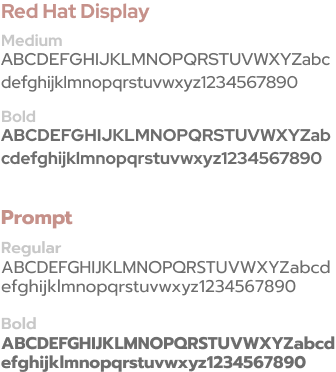 Red Hat Display
Medium
ABCDEFGHIJKLMNOPQRSTUVWXYZabc
defghijklmnopqrstuvwxyz1234567890
Bold
ABCDEFGHIJKLMNOPQRSTUVWXYZab
cdefghijklmnopqrstuvwxyz1234567890
Prompt
Regular
ABCDEFGHIJKLMNOPQRSTUVWXYZabcd
efghijklmnopqrstuvwxyz1234567890
Bold
ABCDEFGHIJKLMNOPQRSTUVWXYZabcd
efghijklmnopqrstuvwxyz1234567890